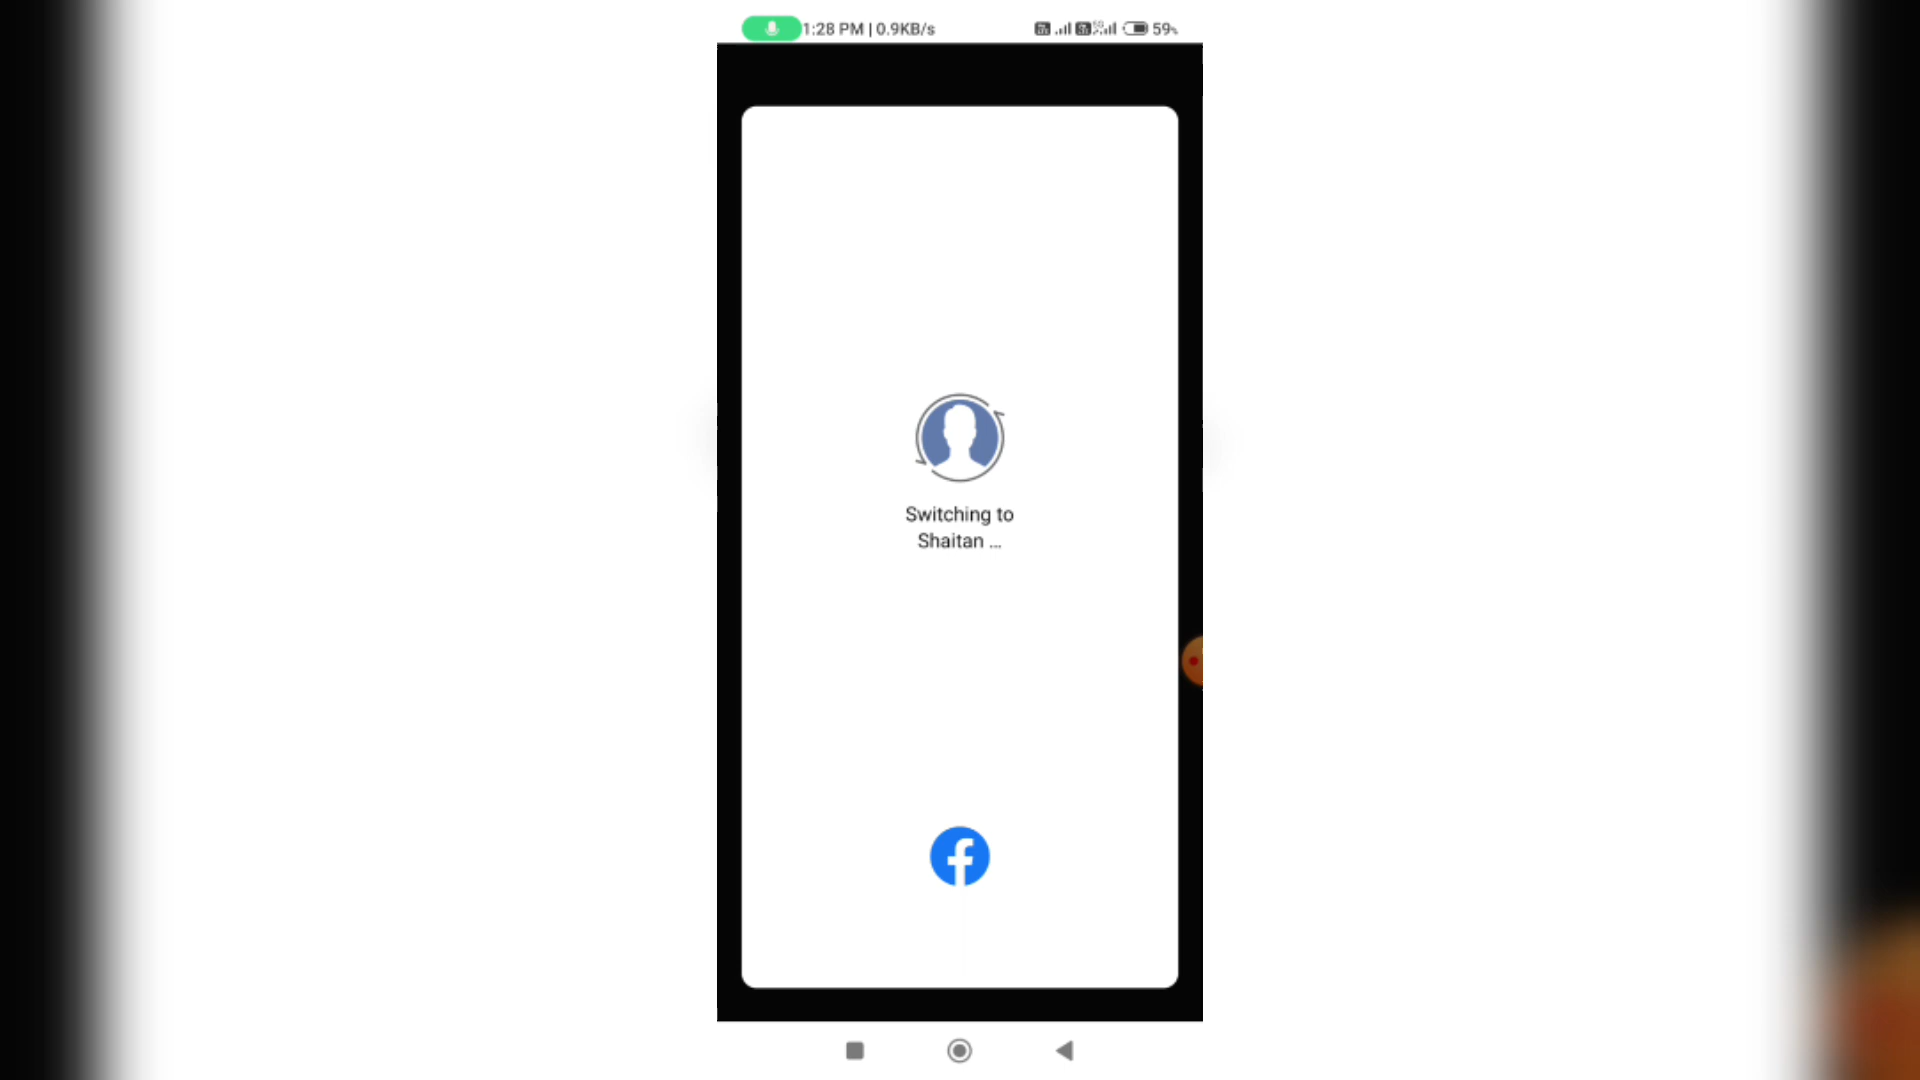 1:28 PM | 0.9KB/s 59%
Switching to
Shaitan ...